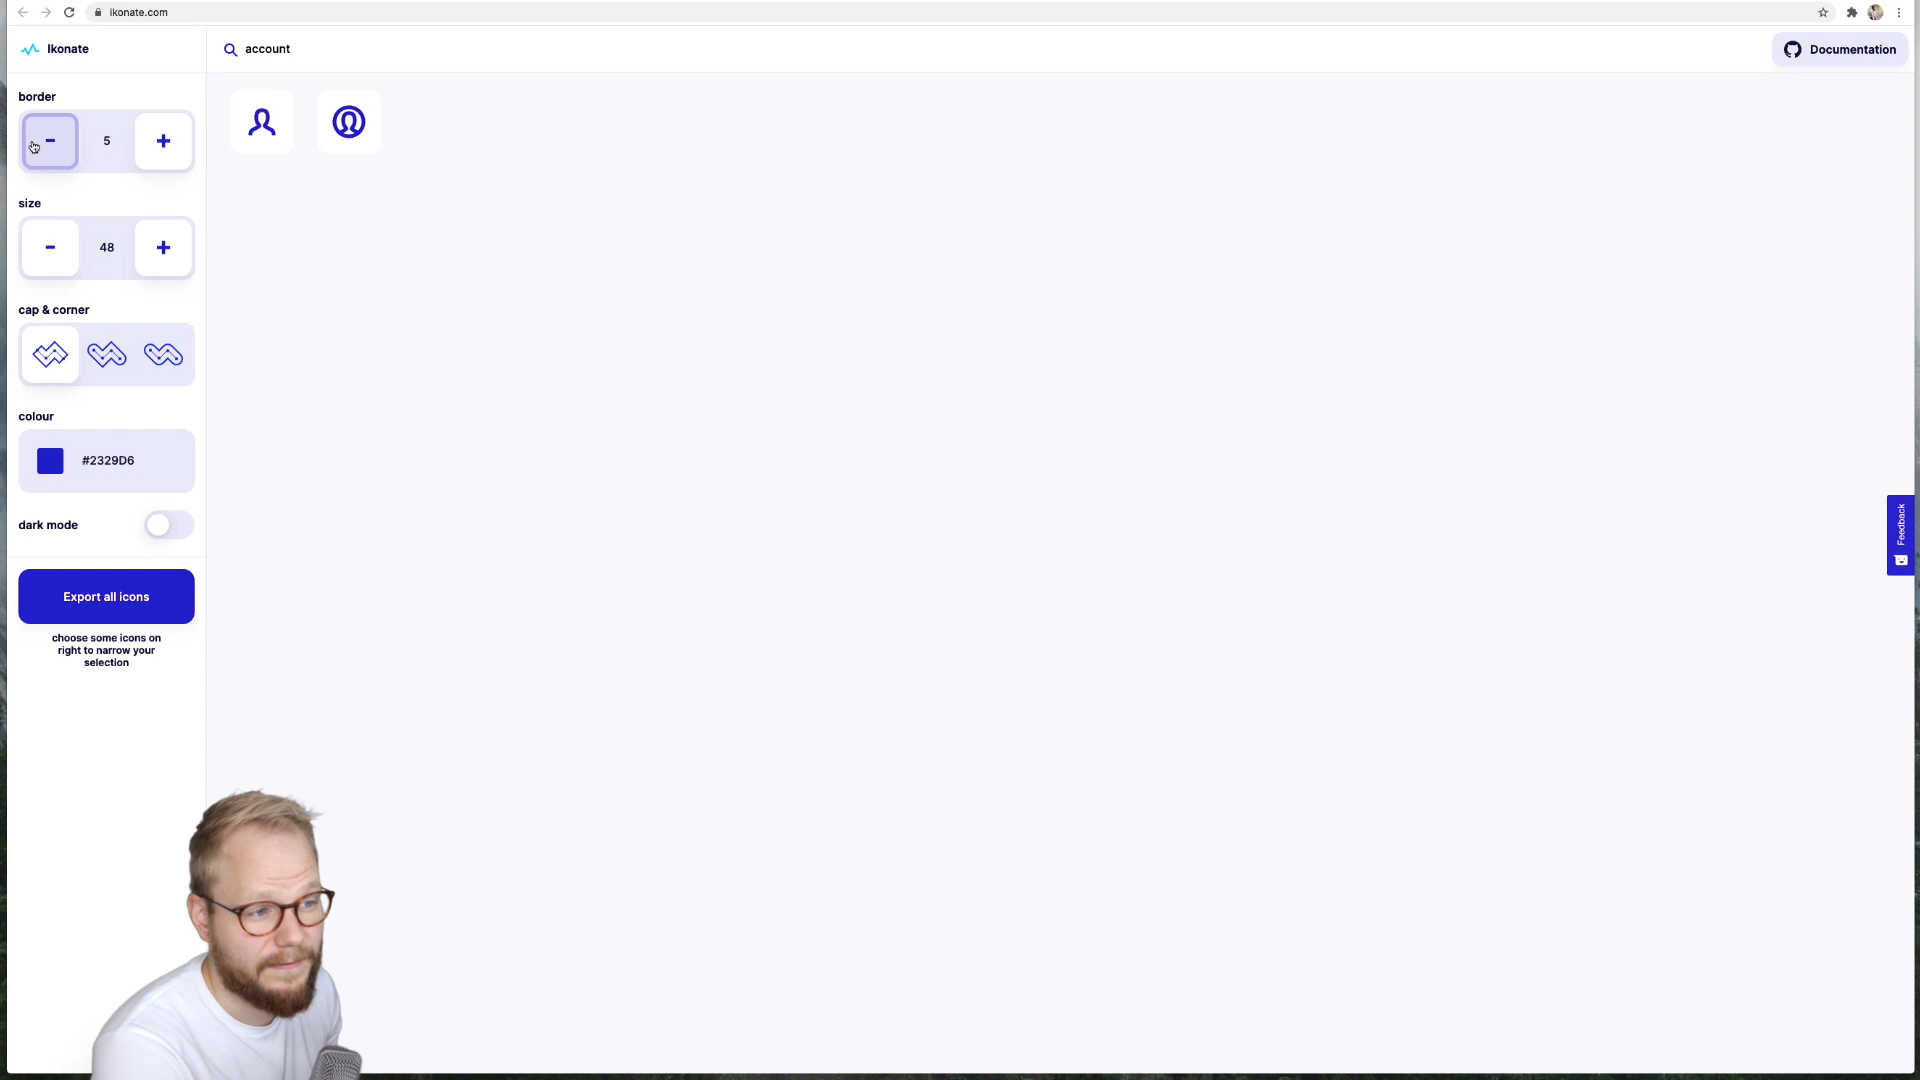 ikonate.com
Ikonate
account
Documentation
border
- 5 +
size
- 48 +
cap & corner
colour
#2329D6
dark mode
Export all icons
choose some icons on
right to narrow your
selection
Feedback